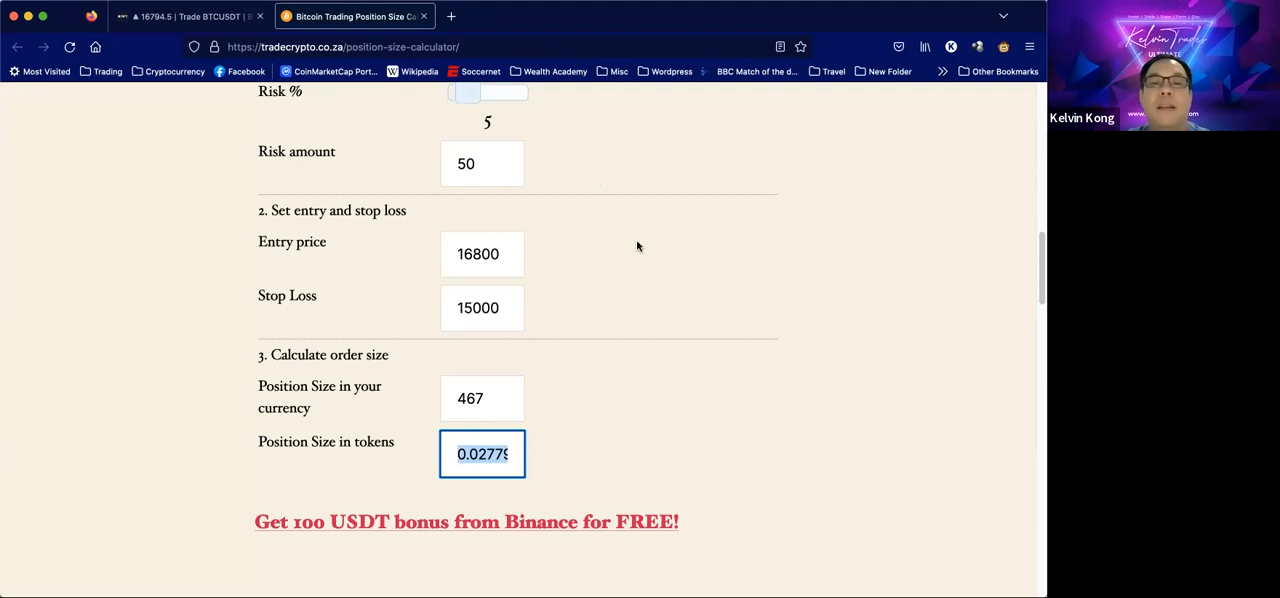 16794.5 | Trade BTCUSDT |
Bitcoin Trading Position Size Ca
https://tradecrypto.co.za/position-size-calculator/
Most Visited Trading Cryptocurrency Facebook CoinMarketCap Port... Wikipedia Soccernet Wealth Academy Misc Wordpress BBC Match of the d... Travel New Folder Other Bookmarks
Risk %
5
Risk amount
50
2. Set entry and stop loss
Entry price
16800
Stop Loss
15000
3. Calculate order size
Position Size in your
currency
467
Position Size in tokens
0.02779
Get 100 USDT bonus from Binance for FREE!
Kelvin Trades
ULTIMATE
Kelvin Kong